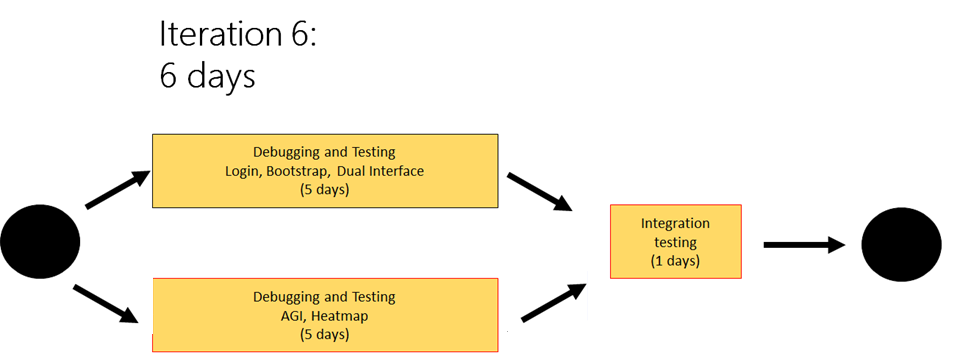 Iteration 6:
6 days
Debugging and Testing
Login, Bootstrap, Dual Interface
(5 days)
Integration
testing
(1 days)
Debugging and Testing
AGI, Heatmap
(5 days)